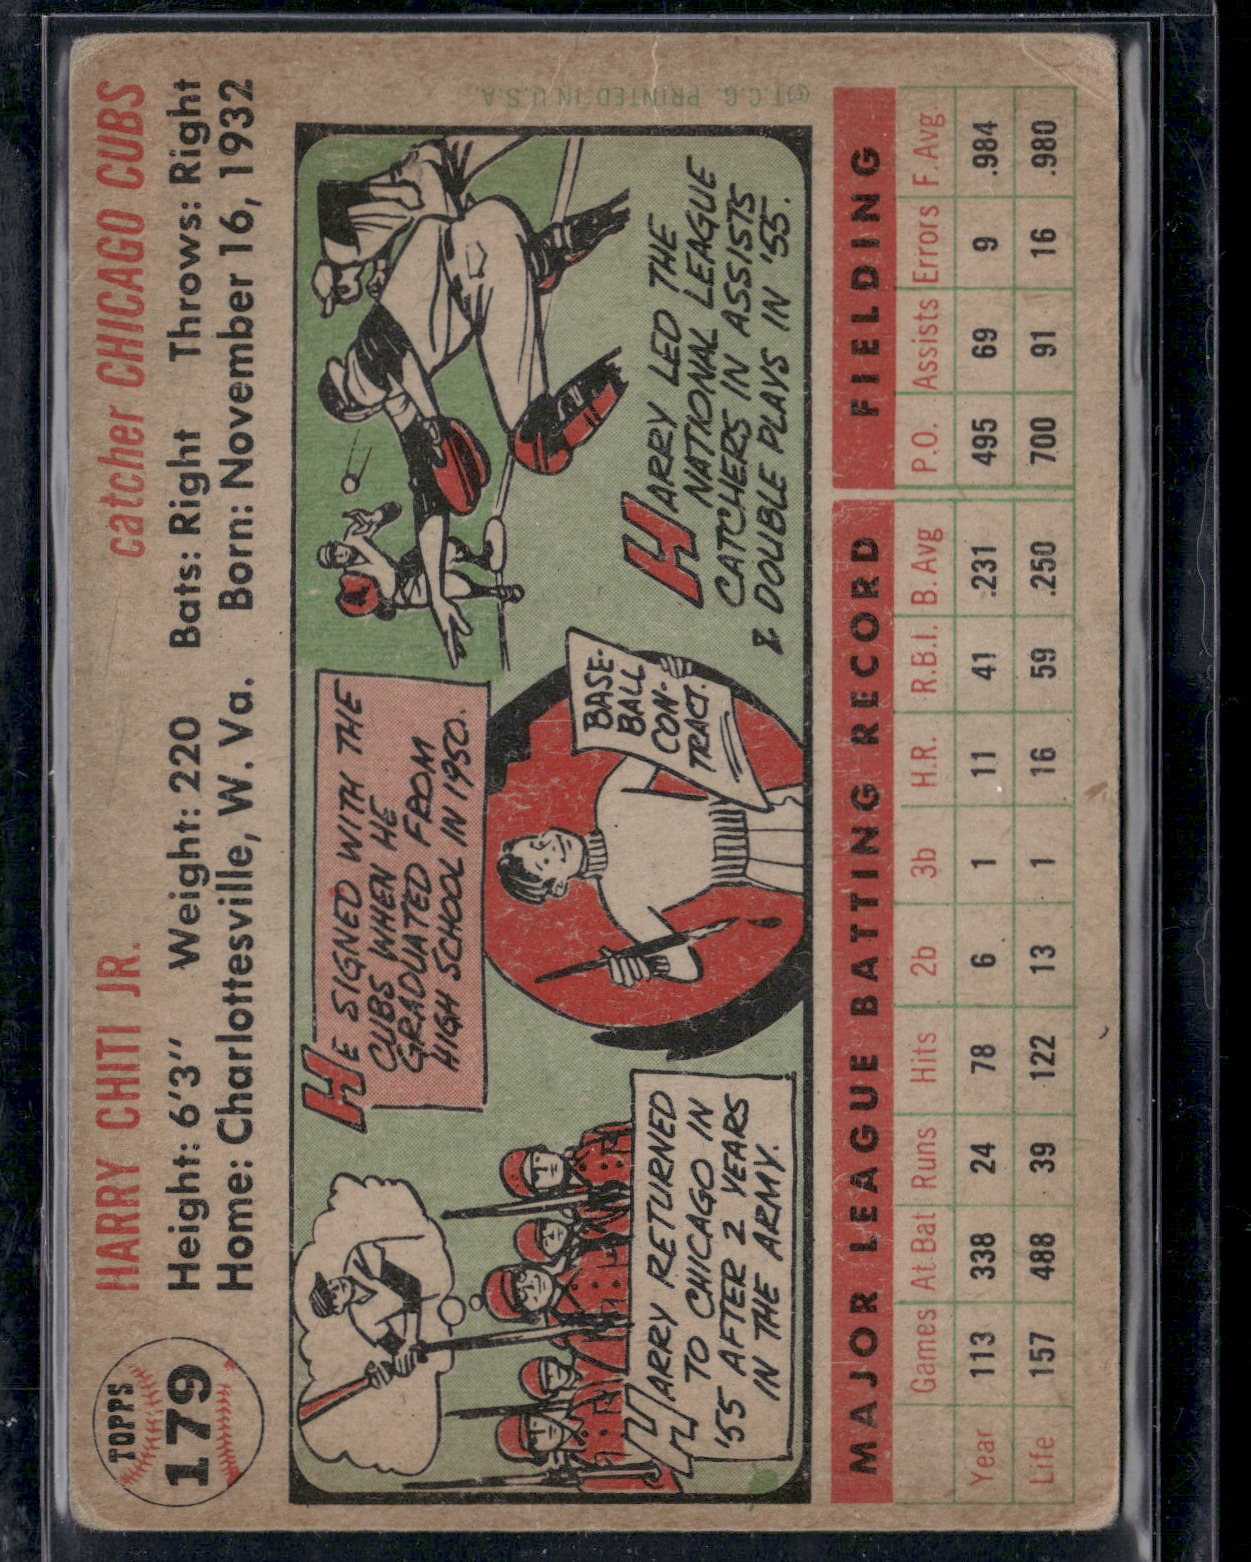 TOPPS
179
HARRY CHITI JR.
catcher CHICAGO CUBS
Height: 6'3" Weight: 220 Bats: Right Throws: Right
Home: Charlottesville, W. Va. Born: November 16, 1932
HARRY RETURNED
TO CHICAGO IN
'55 AFTER 2 YEARS
IN THE ARMY.
HE SIGNED WITH THE
CUBS WHEN HE
GRADUATED FROM
HIGH SCHOOL IN 1950.
BASE-
BALL
CON-
TRACT.
HARRY LED THE
NATIONAL LEAGUE
CATCHERS IN ASSISTS
& DOUBLE PLAYS IN '55.
©T.C.G. PRINTED IN U.S.A.
MAJOR LEAGUE BATTING RECORD FIELDING
Games At Bat Runs Hits 2b 3b H.R. R.B.I. B.Avg P.O. Assists Errors F.Avg
Year 113 338 24 78 6 1 11 41 .231 495 69 9 .984
Life 157 488 39 122 13 1 16 59 .250 700 91 16 .980